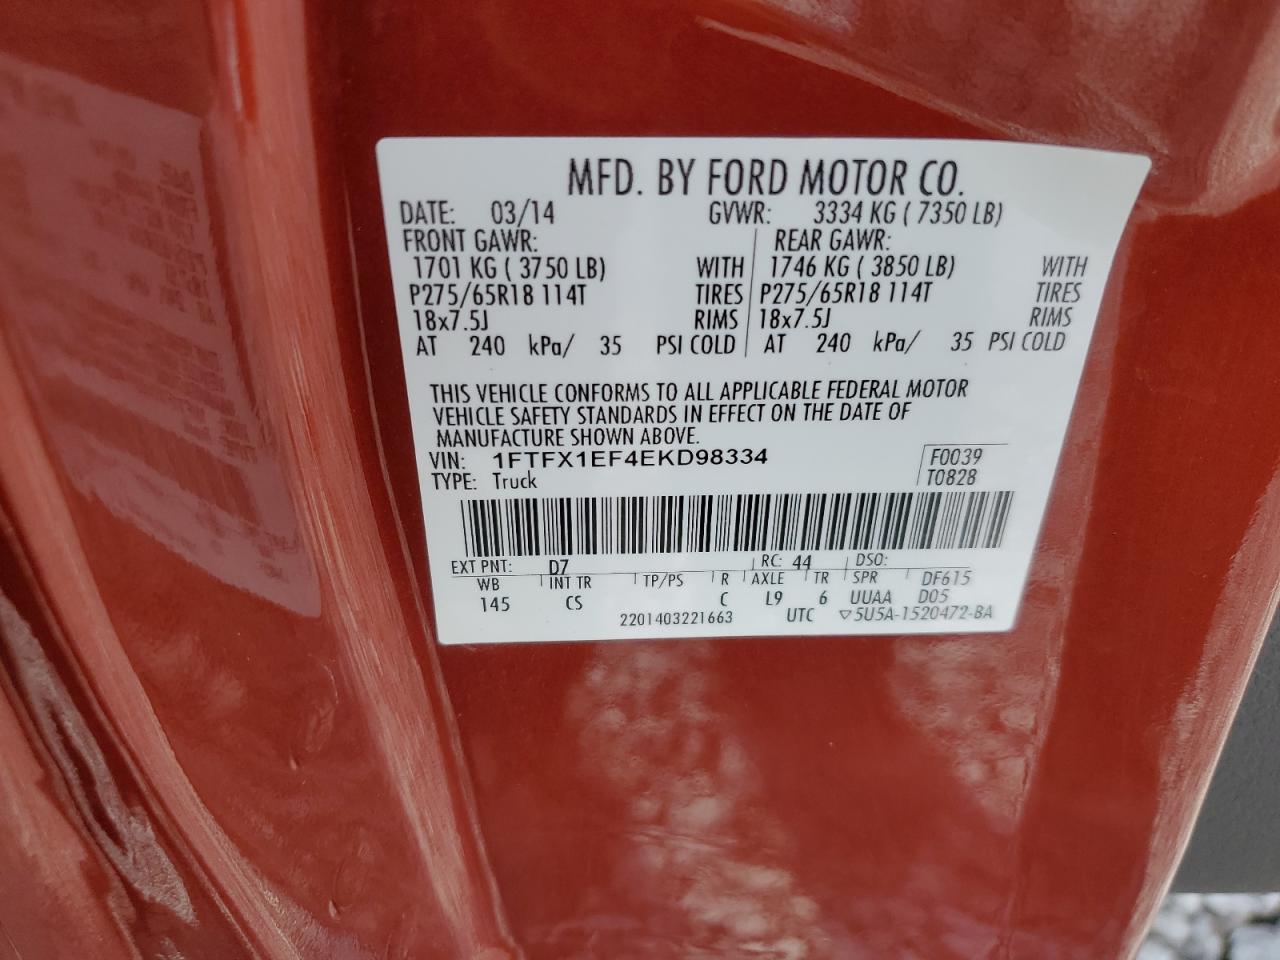 MFD. BY FORD MOTOR CO.
DATE: 03/14 GVWR: 3334 KG ( 7350 LB)
FRONT GAWR: REAR GAWR:
1701 KG ( 3750 LB) WITH 1746 KG ( 3850 LB) WITH
P275/65R18 114T TIRES P275/65R18 114T TIRES
18x7.5J RIMS 18x7.5J RIMS
AT 240 kPa/ 35 PSI COLD AT 240 kPa/ 35 PSI COLD
THIS VEHICLE CONFORMS TO ALL APPLICABLE FEDERAL MOTOR
VEHICLE SAFETY STANDARDS IN EFFECT ON THE DATE OF
MANUFACTURE SHOWN ABOVE.
VIN: 1FTFX1EF4EKD98334 F0039
TYPE: Truck T0828
EXT PNT: D7 RC: 44 DSO:
WB INT TR TP/PS R AXLE TR SPR DF615
145 CS C L9 6 UUAA D05
2201403221663 UTC ▽5U5A-1520472-BA